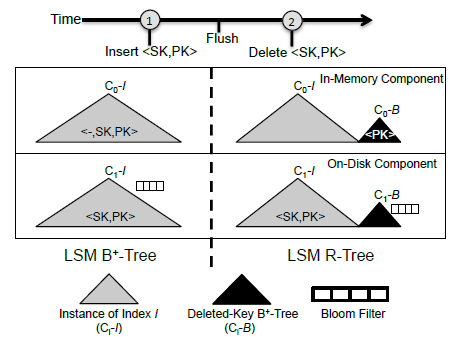 Time
1
2
Insert <SK,PK>
Flush
Delete <SK,PK>
In-Memory Component
C₀-I
C₀-I
C₀-B
<-,SK,PK>
<PK>
On-Disk Component
C₁-I
C₁-I
C₁-B
<SK,PK>
<SK,PK>
LSM B⁺-Tree
LSM R-Tree
Instance of Index I
(Cᵢ-I)
Deleted-Key B⁺-Tree
(Cᵢ-B)
Bloom Filter